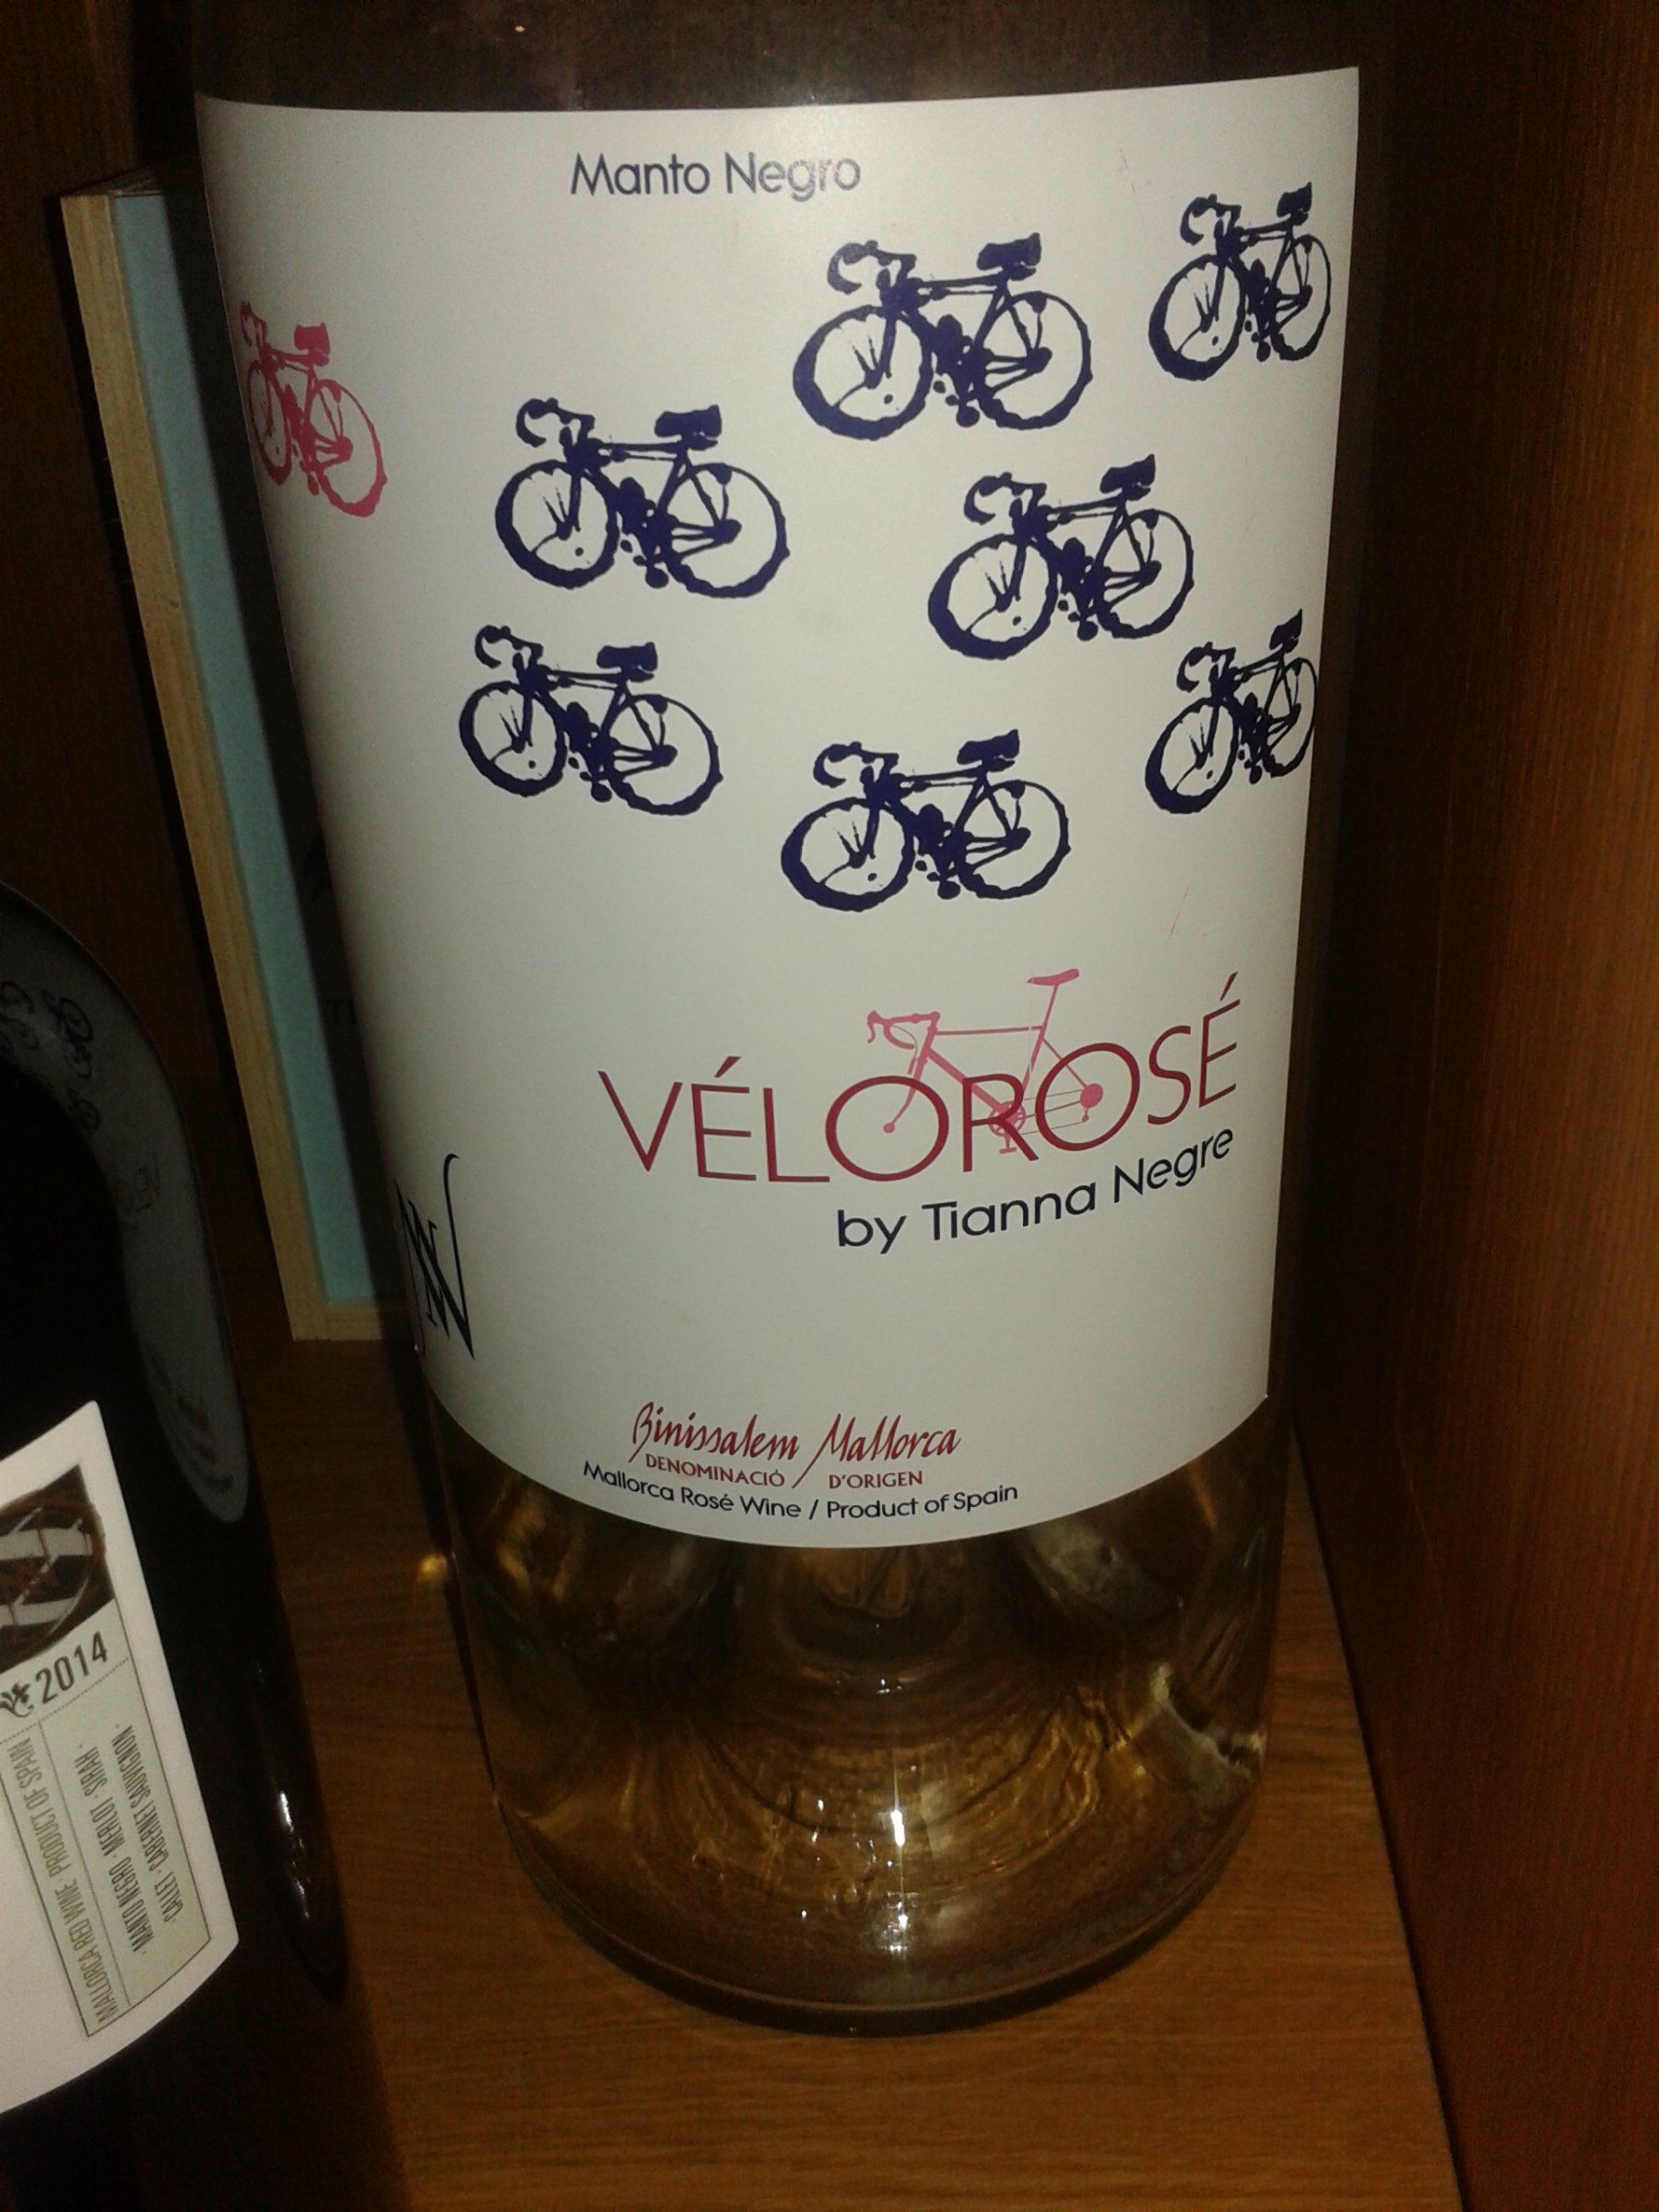 Manto Negro
VÉLOROSÉ
by Tianna Negre
Binissalem Mallorca
DENOMINACIÓ D'ORIGEN
Mallorca Rosé Wine / Product of Spain
2014
MALLORCA RED WINE · PRODUCT OF SPAIN
· MANTO NEGRO · MERLOT · SIRAH ·
· CALLET · CABERNET SAUVIGNON ·